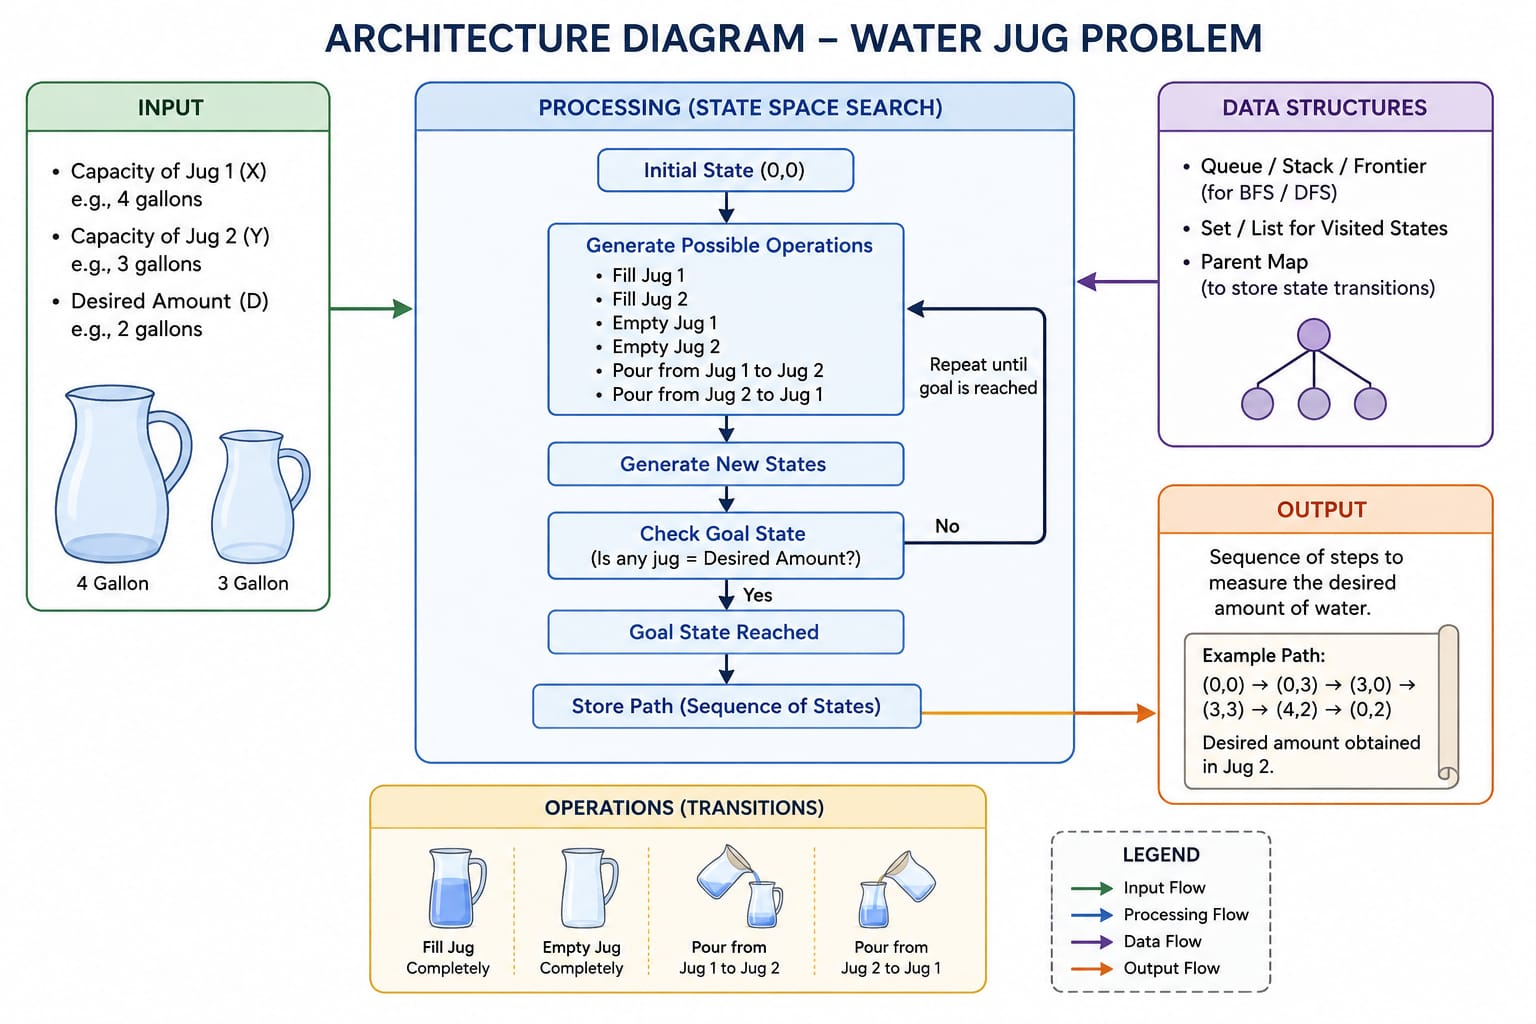 ARCHITECTURE DIAGRAM – WATER JUG PROBLEM
INPUT
• Capacity of Jug 1 (X)
e.g., 4 gallons
• Capacity of Jug 2 (Y)
e.g., 3 gallons
• Desired Amount (D)
e.g., 2 gallons
4 Gallon
3 Gallon
PROCESSING (STATE SPACE SEARCH)
Initial State (0,0)
Generate Possible Operations
• Fill Jug 1
• Fill Jug 2
• Empty Jug 1
• Empty Jug 2
• Pour from Jug 1 to Jug 2
• Pour from Jug 2 to Jug 1
Repeat until
goal is reached
Generate New States
Check Goal State
(Is any jug = Desired Amount?)
No
Yes
Goal State Reached
Store Path (Sequence of States)
DATA STRUCTURES
• Queue / Stack / Frontier
(for BFS / DFS)
• Set / List for Visited States
• Parent Map
(to store state transitions)
OUTPUT
Sequence of steps to
measure the desired
amount of water.
Example Path:
(0,0) → (0,3) → (3,0) →
(3,3) → (4,2) → (0,2)
Desired amount obtained
in Jug 2.
OPERATIONS (TRANSITIONS)
Fill Jug
Completely
Empty Jug
Completely
Pour from
Jug 1 to Jug 2
Pour from
Jug 2 to Jug 1
LEGEND
Input Flow
Processing Flow
Data Flow
Output Flow